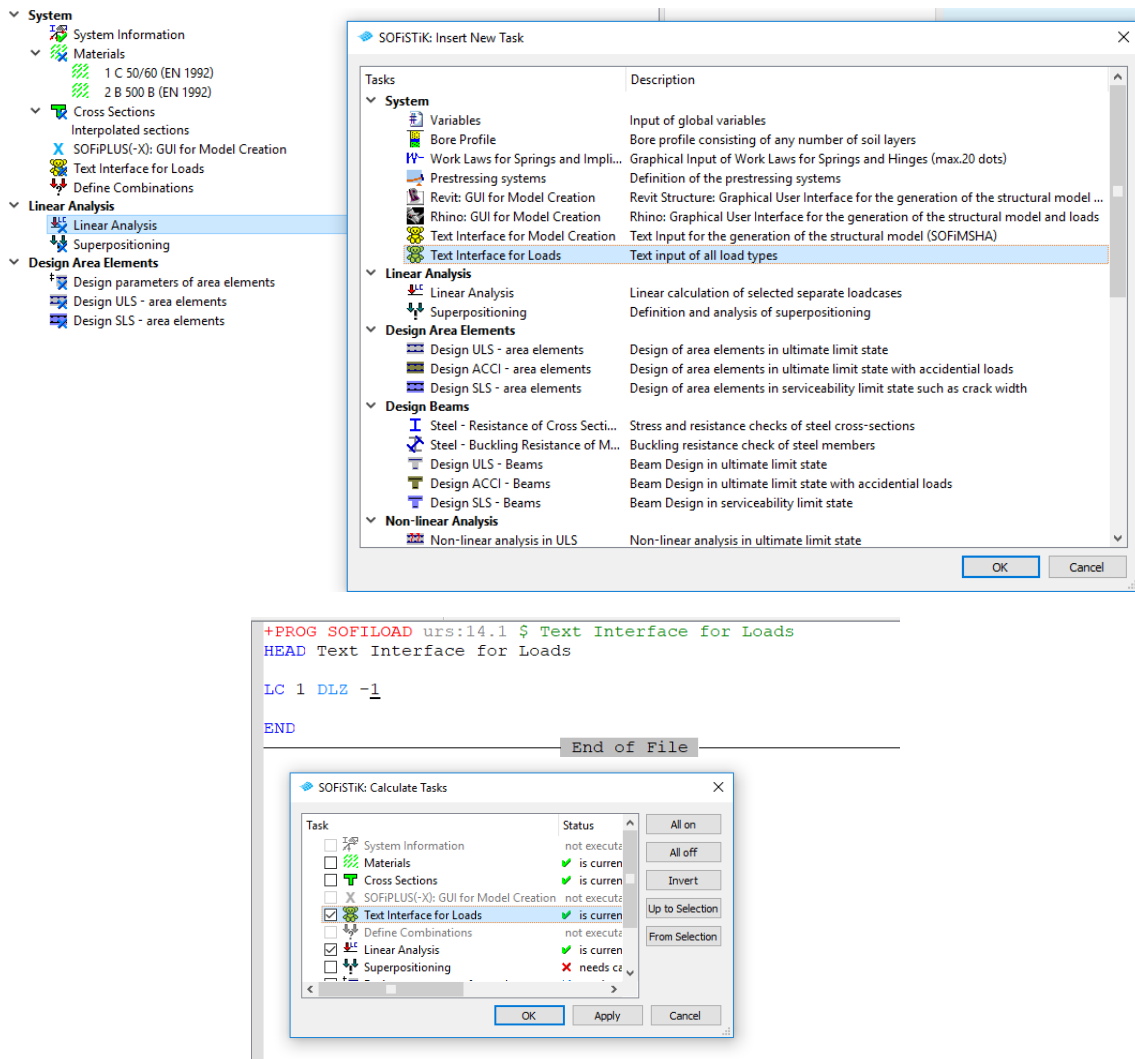 System
System Information
Materials
1 C 50/60 (EN 1992)
2 B 500 B (EN 1992)
Cross Sections
Interpolated sections
X SOFiPLUS(-X): GUI for Model Creation
Text Interface for Loads
Define Combinations
Linear Analysis
Linear Analysis
Superpositioning
Design Area Elements
Design parameters of area elements
Design ULS - area elements
Design SLS - area elements
SOFiSTiK: Insert New Task
Tasks Description
System
Variables Input of global variables
Bore Profile Bore profile consisting of any number of soil layers
Work Laws for Springs and Impli... Graphical Input of Work Laws for Springs and Hinges (max.20 dots)
Prestressing systems Definition of the prestressing systems
Revit: GUI for Model Creation Revit Structure: Graphical User Interface for the generation of the structural model ...
Rhino: GUI for Model Creation Rhino: Graphical User Interface for the generation of the structural model and loads
Text Interface for Model Creation Text Input for the generation of the structural model (SOFiMSHA)
Text Interface for Loads Text input of all load types
Linear Analysis
Linear Analysis Linear calculation of selected separate loadcases
Superpositioning Definition and analysis of superpositioning
Design Area Elements
Design ULS - area elements Design of area elements in ultimate limit state
Design ACCI - area elements Design of area elements in ultimate limit state with accidential loads
Design SLS - area elements Design of area elements in serviceability limit state such as crack width
Design Beams
Steel - Resistance of Cross Secti... Stress and resistance checks of steel cross-sections
Steel - Buckling Resistance of M... Buckling resistance check of steel members
Design ULS - Beams Beam Design in ultimate limit state
Design ACCI - Beams Beam Design in ultimate limit state with accidential loads
Design SLS - Beams Beam Design in serviceability limit state
Non-linear Analysis
Non-linear analysis in ULS Non-linear analysis in ultimate limit state
OK Cancel
+PROG SOFILOAD urs:14.1 $ Text Interface for Loads
HEAD Text Interface for Loads
LC 1 DLZ -1
END
End of File
SOFiSTiK: Calculate Tasks
Task Status
System Information not executa
Materials is curren
Cross Sections is curren
X SOFiPLUS(-X): GUI for Model Creation not executa
Text Interface for Loads is curren
Define Combinations not executa
Linear Analysis is curren
Superpositioning needs ca
All on
All off
Invert
Up to Selection
From Selection
OK Apply Cancel